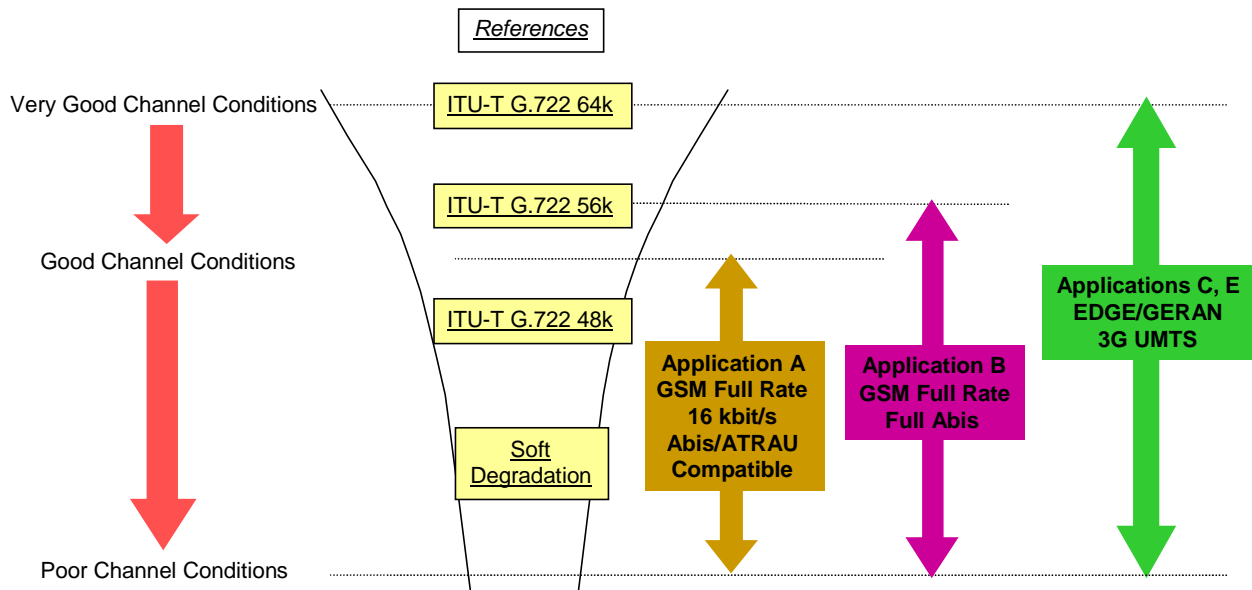 References
Very Good Channel Conditions
ITU-T G.722 64k
ITU-T G.722 56k
Good Channel Conditions
ITU-T G.722 48k
Soft
Degradation
Poor Channel Conditions
Application A
GSM Full Rate
16 kbit/s
Abis/ATRAU
Compatible
Application B
GSM Full Rate
Full Abis
Applications C, E
EDGE/GERAN
3G UMTS